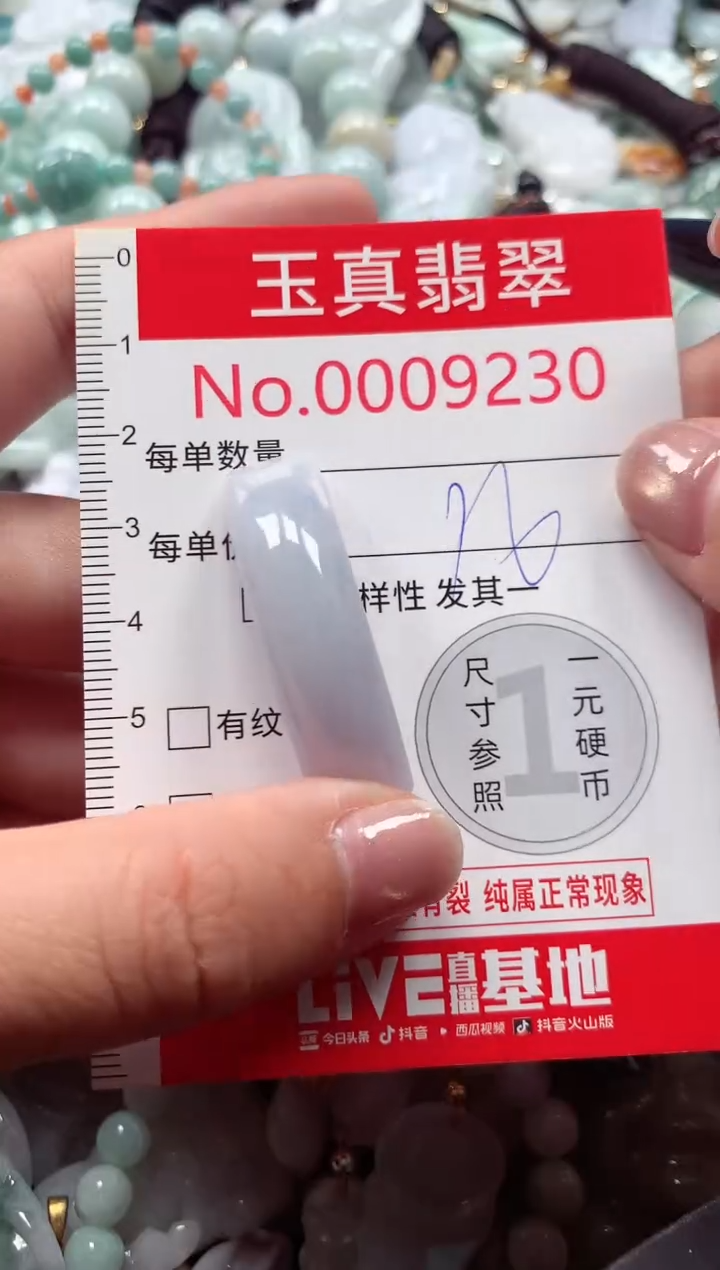 玉真翡翠
No.0009230
0
1
2
3
4
5
每单数量
每单
样性 发其一
有纹
尺寸参照
一元硬币
1
有裂 纯属正常现象
LIVE直播基地
今日头条 抖音 西瓜视频 抖音火山版